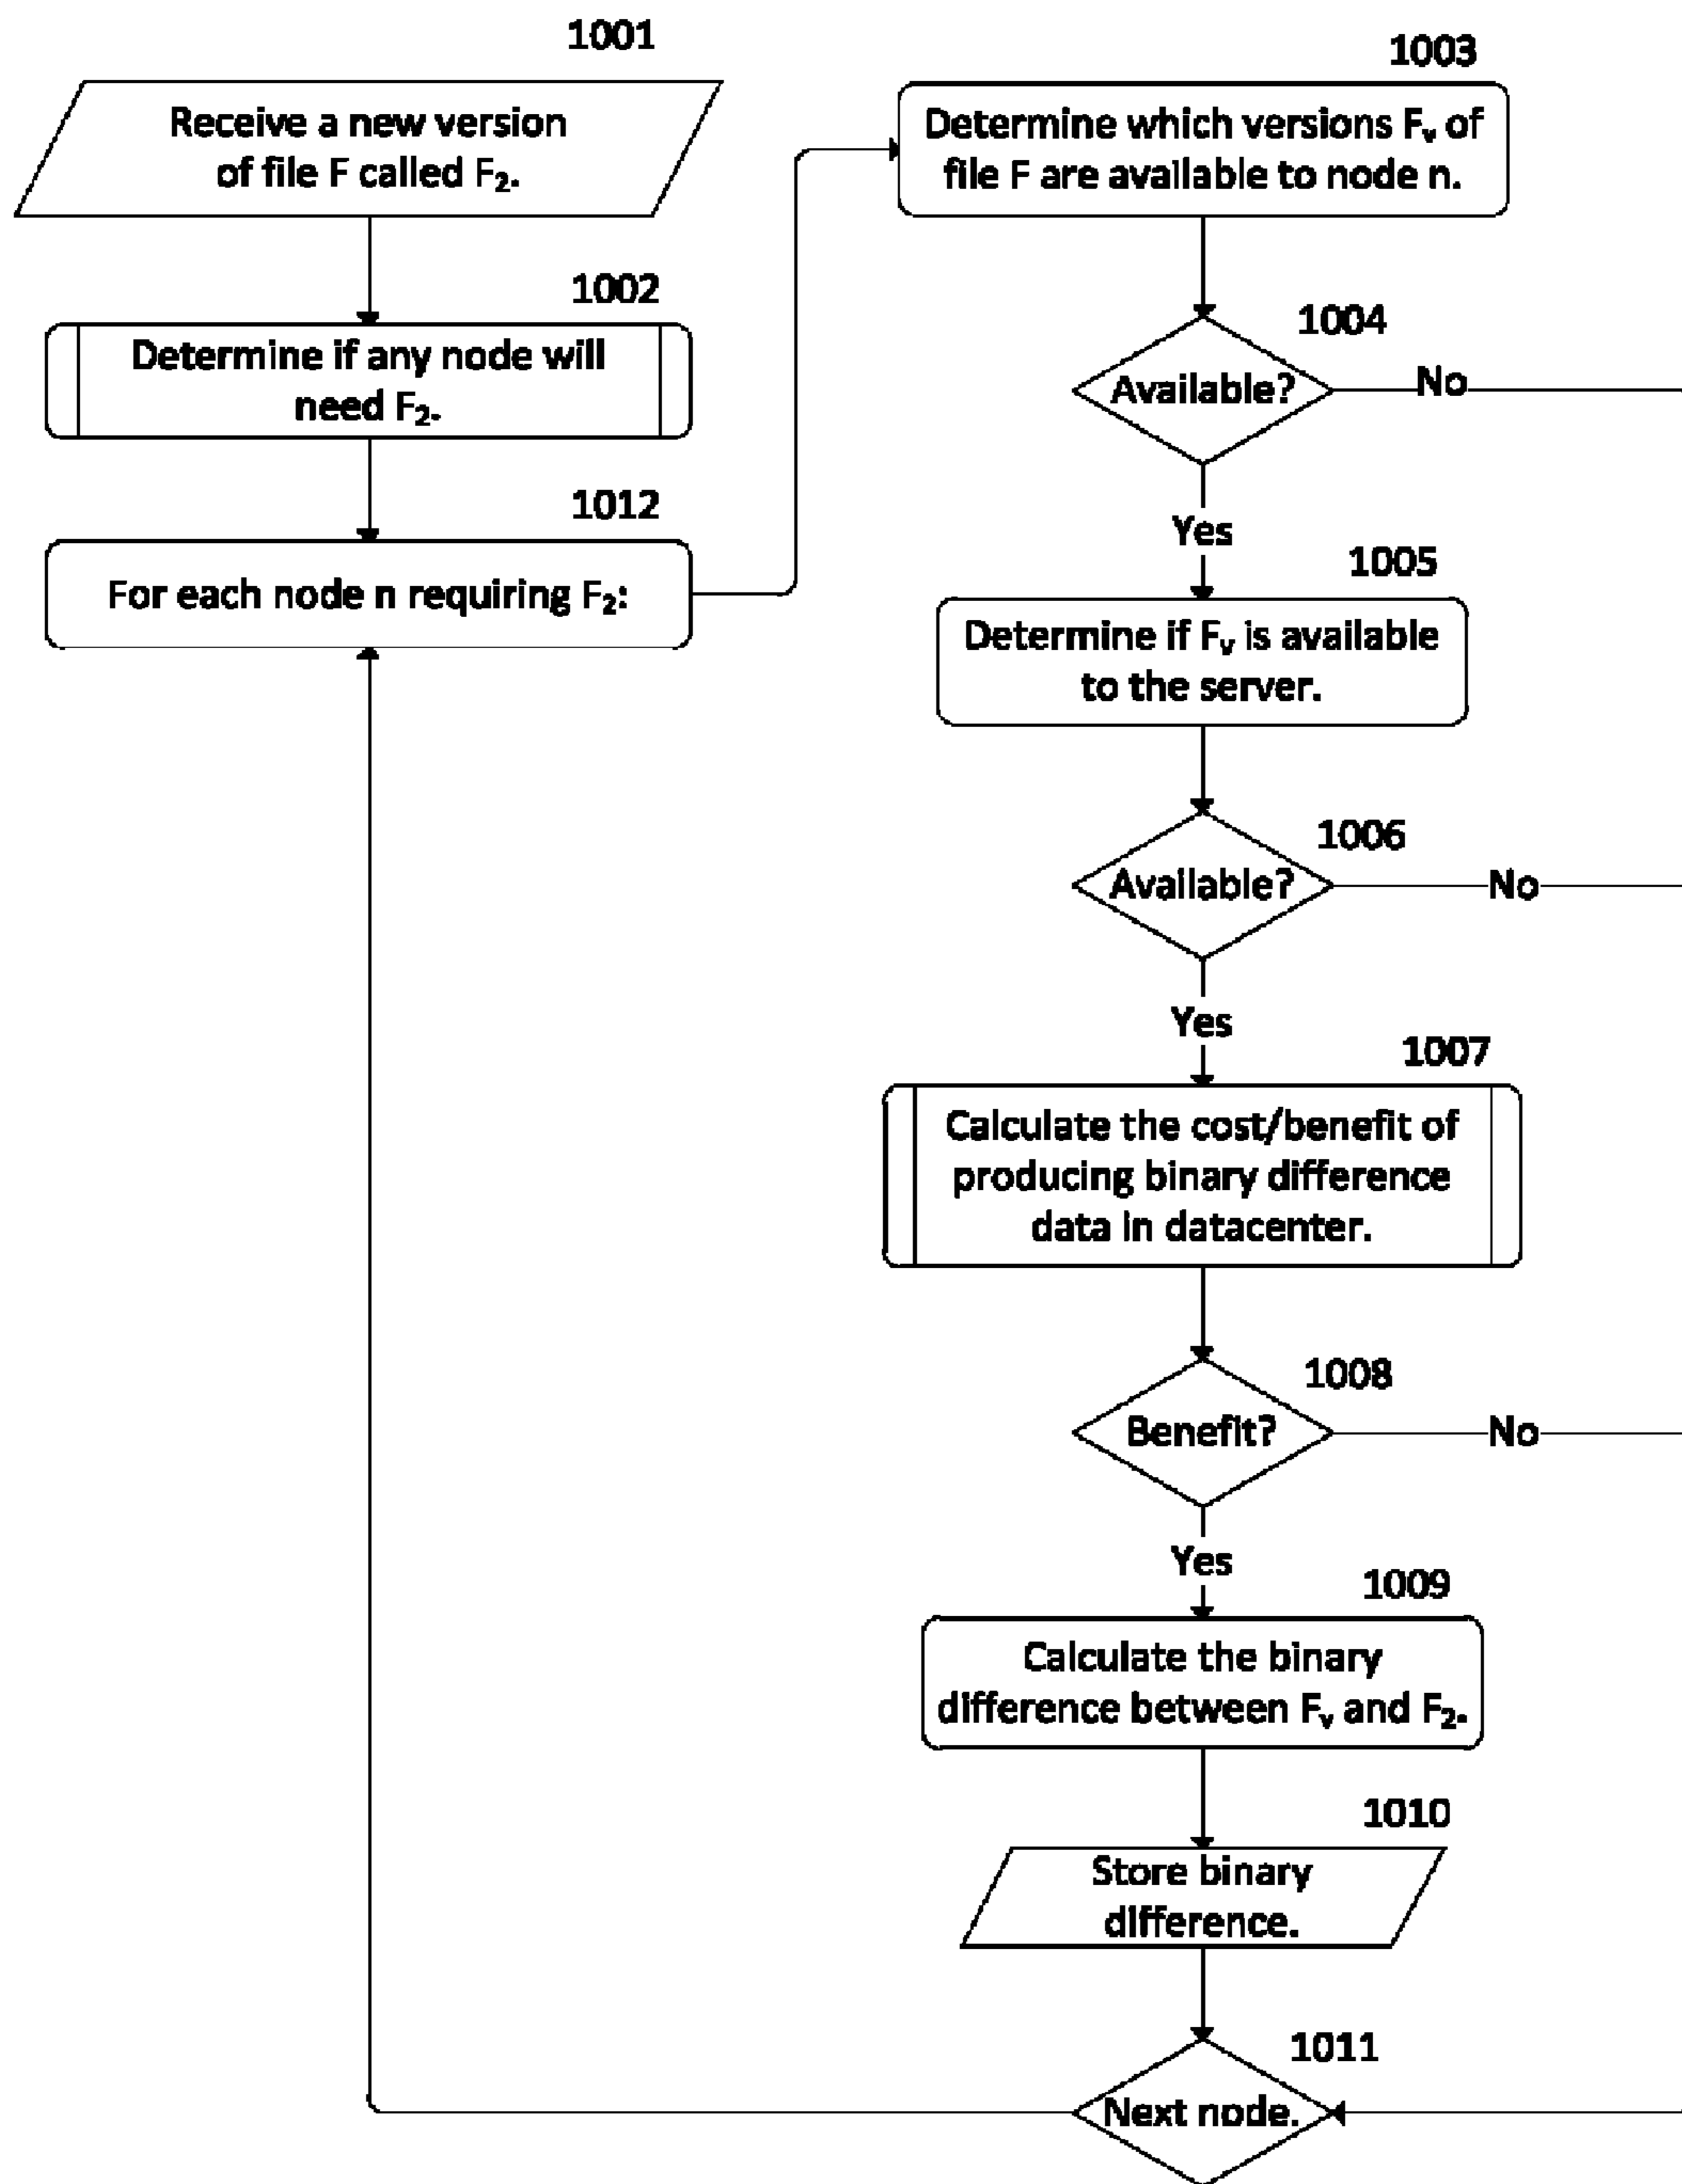 1001
Receive a new version
of file F called F₂.
1002
Determine if any node will
need F₂.
1012
For each node n requiring F₂:
1003
Determine which versions Fᵥ of
file F are available to node n.
1004
Available?
No
Yes
1005
Determine if Fᵥ is available
to the server.
1006
Available?
No
Yes
1007
Calculate the cost/benefit of
producing binary difference
data in datacenter.
1008
Benefit?
No
Yes
1009
Calculate the binary
difference between Fᵥ and F₂.
1010
Store binary
difference.
1011
Next node.